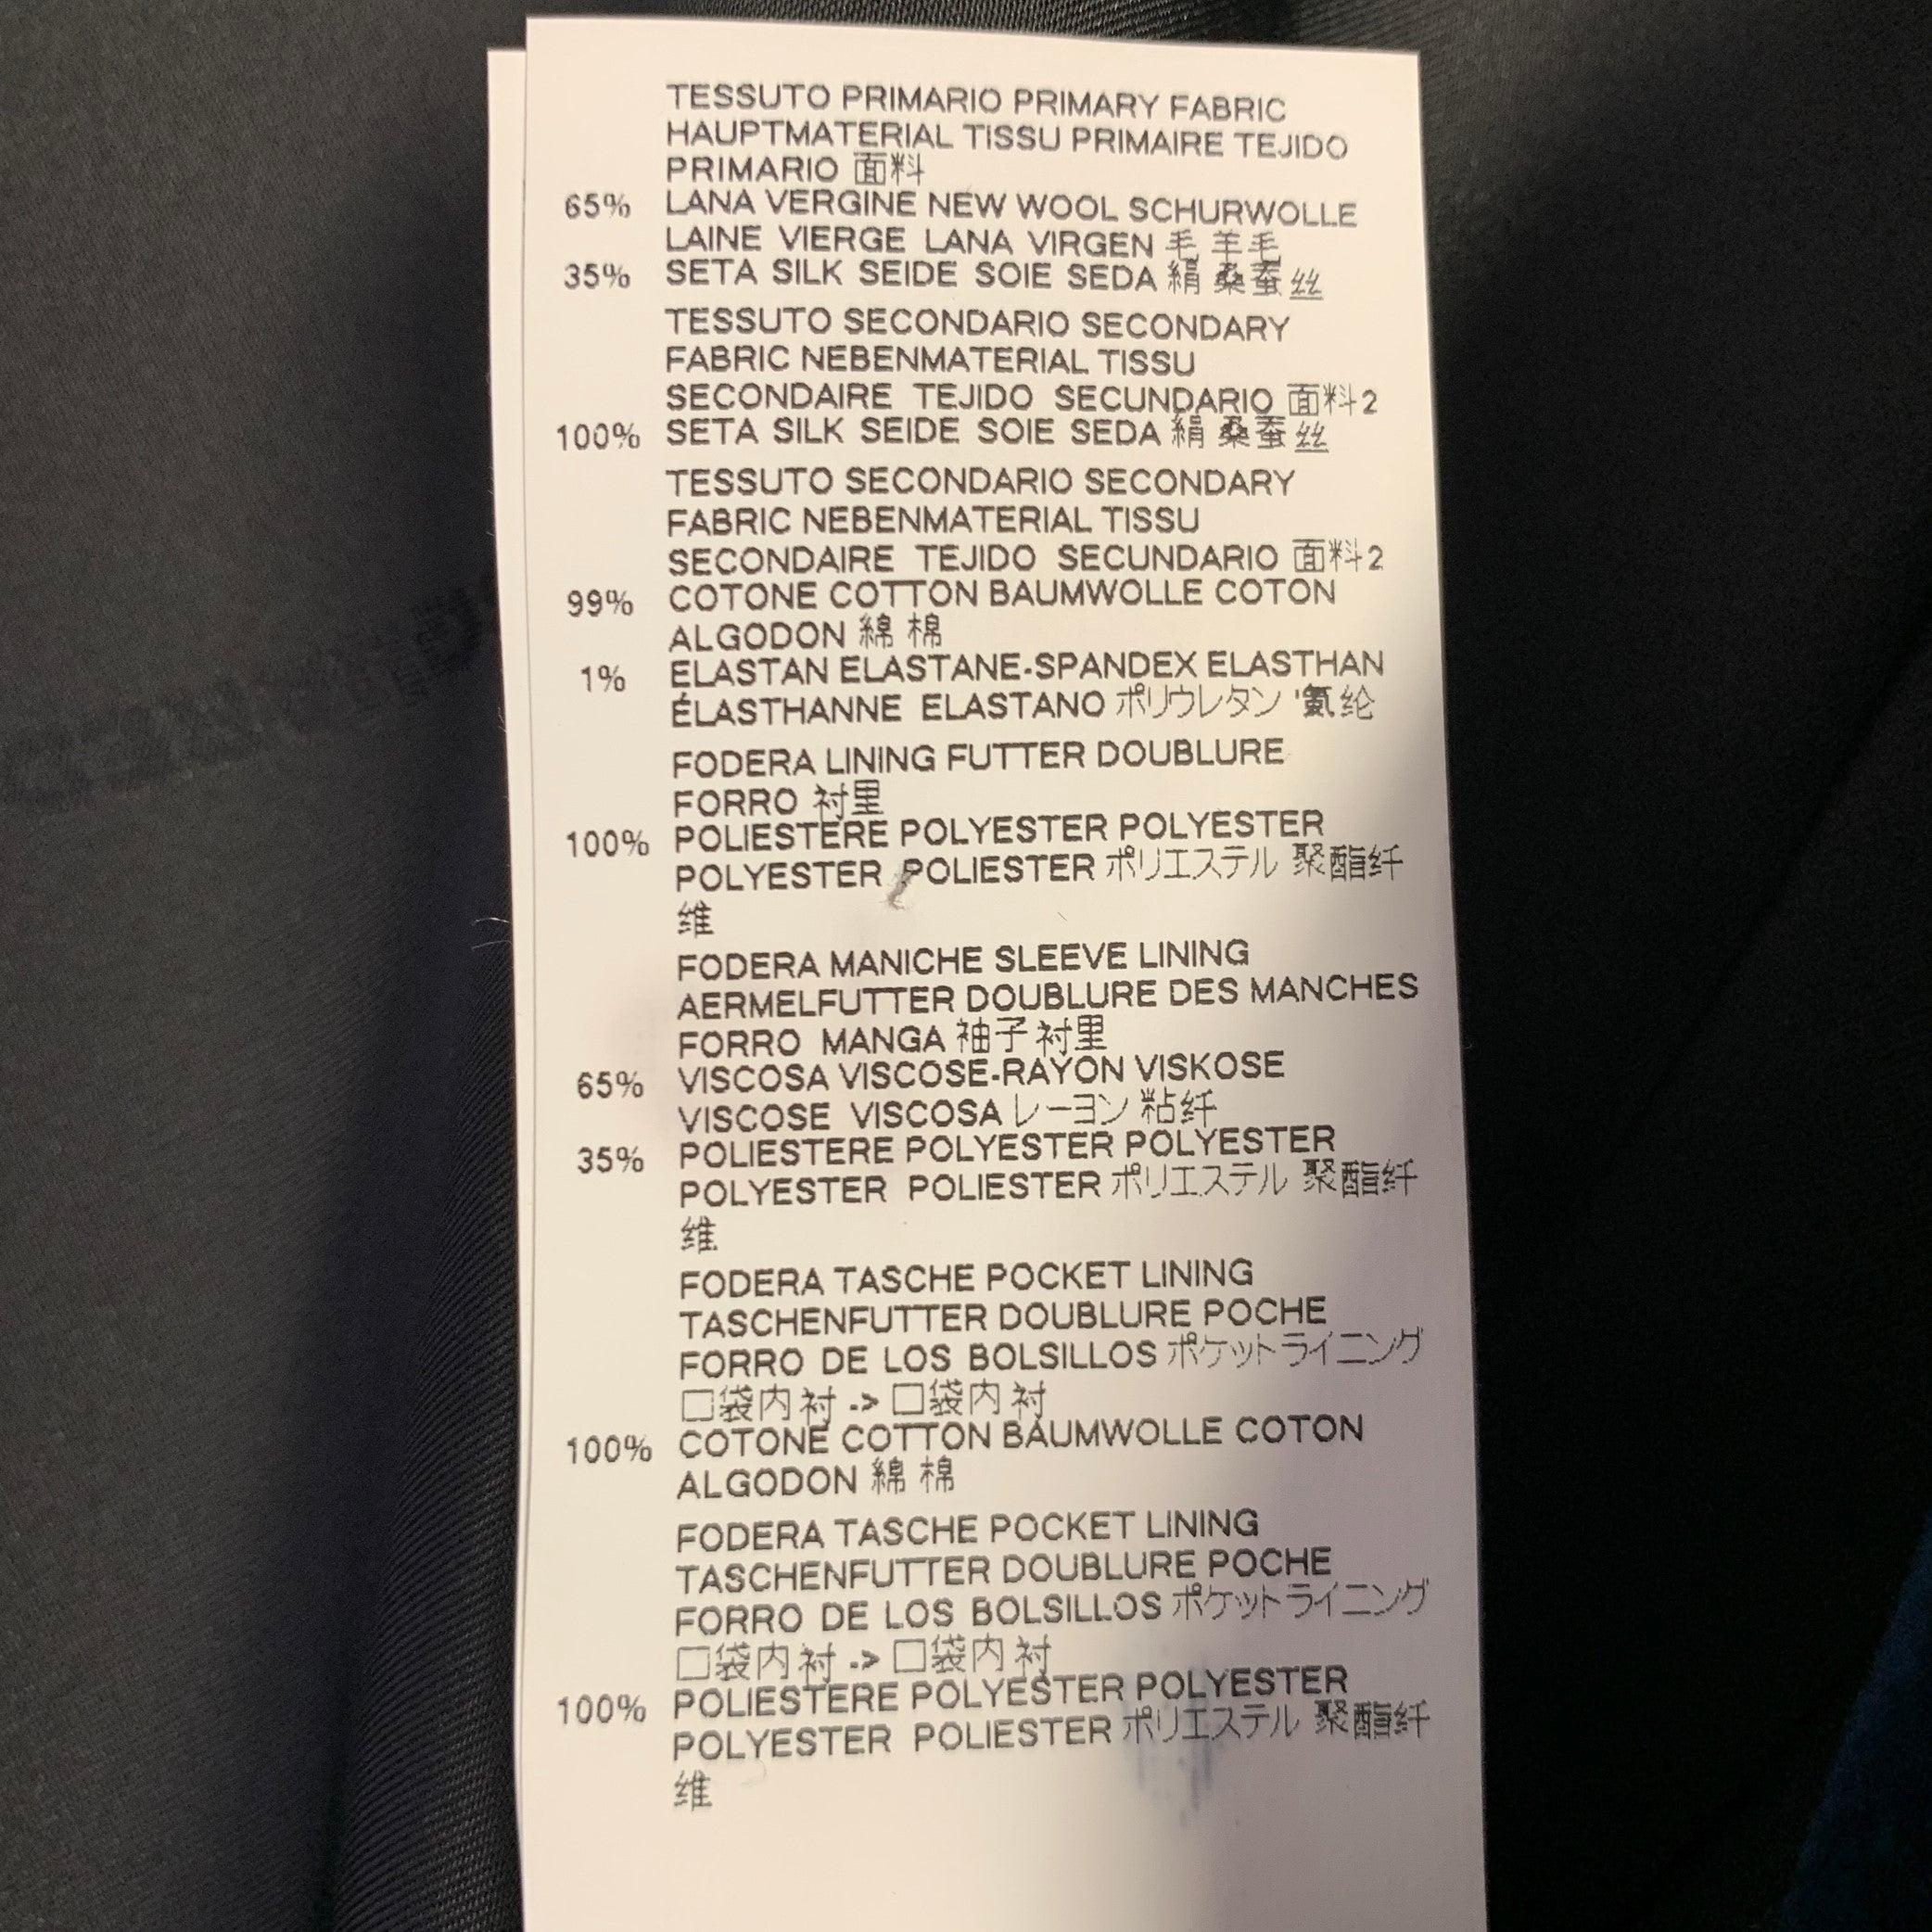 TESSUTO PRIMARIO PRIMARY FABRIC
HAUPTMATERIAL TISSU PRIMAIRE TEJIDO
PRIMARIO 面料
65% LANA VERGINE NEW WOOL SCHURWOLLE
LAINE VIERGE LANA VIRGEN 毛 羊毛
35% SETA SILK SEIDE SOIE SEDA 絹 桑蚕丝
TESSUTO SECONDARIO SECONDARY
FABRIC NEBENMATERIAL TISSU
SECONDAIRE TEJIDO SECUNDARIO 面料2
100% SETA SILK SEIDE SOIE SEDA 絹 桑蚕丝
TESSUTO SECONDARIO SECONDARY
FABRIC NEBENMATERIAL TISSU
SECONDAIRE TEJIDO SECUNDARIO 面料2
99% COTONE COTTON BAUMWOLLE COTON
ALGODON 綿 棉
1% ELASTAN ELASTANE-SPANDEX ELASTHAN
ÉLASTHANNE ELASTANO ポリウレタン '氨纶
FODERA LINING FUTTER DOUBLURE
FORRO 衬里
100% POLIESTERE POLYESTER POLYESTER
POLYESTER POLIESTER ポリエステル 聚酯纤
维
FODERA MANICHE SLEEVE LINING
AERMELFUTTER DOUBLURE DES MANCHES
FORRO MANGA 袖子 衬里
65% VISCOSA VISCOSE-RAYON VISKOSE
VISCOSE VISCOSA レーヨン 粘纤
35% POLIESTERE POLYESTER POLYESTER
POLYESTER POLIESTER ポリエステル 聚酯纤
维
FODERA TASCHE POCKET LINING
TASCHENFUTTER DOUBLURE POCHE
FORRO DE LOS BOLSILLOS ポケットライニング
口袋内衬 -> 口袋内衬
100% COTONE COTTON BAUMWOLLE COTON
ALGODON 綿 棉
FODERA TASCHE POCKET LINING
TASCHENFUTTER DOUBLURE POCHE
FORRO DE LOS BOLSILLOS ポケットライニング
口袋内衬 -> 口袋内衬
100% POLIESTERE POLYESTER POLYESTER
POLYESTER POLIESTER ポリエステル 聚酯纤
维